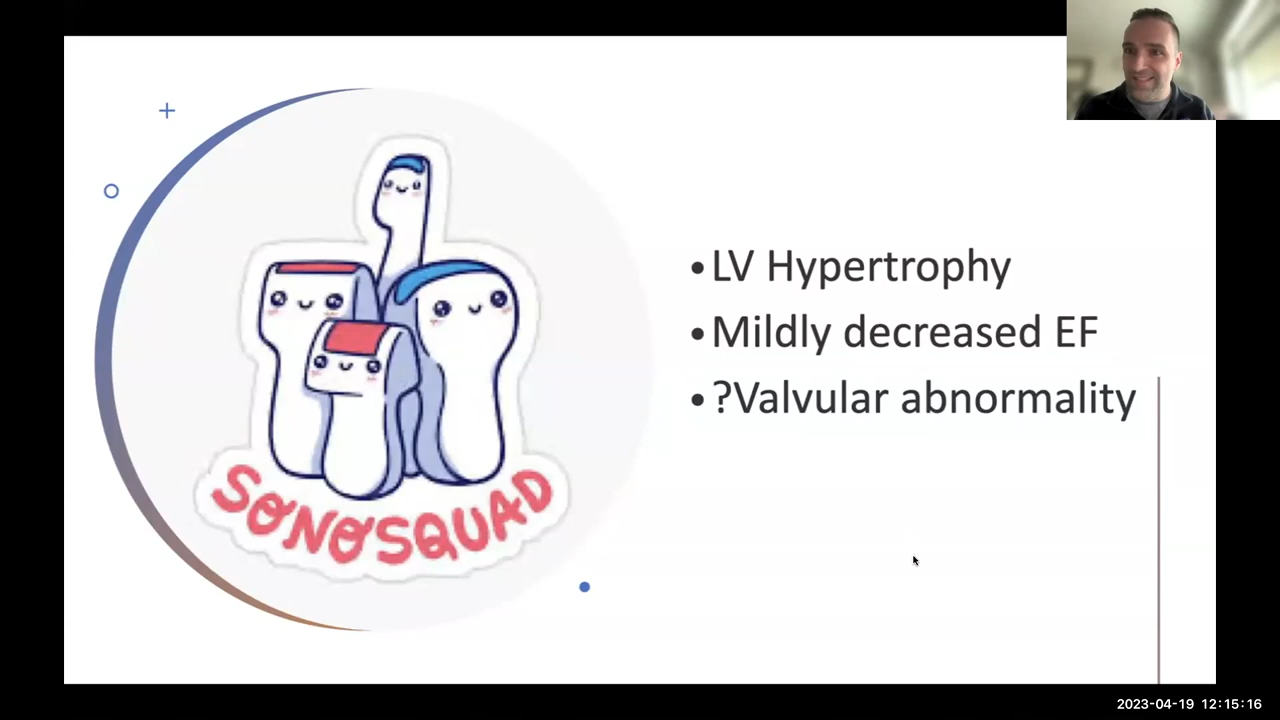 •LV Hypertrophy
•Mildly decreased EF
•?Valvular abnormality
SONOSQUAD
2023-04-19 12:15:16